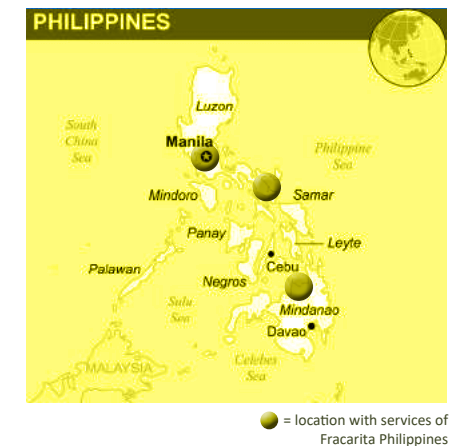 PHILIPPINES
Luzon
South
China
Sea
Manila
Philippine
Sea
Mindoro
Samar
Panay
Leyte
Palawan
Cebu
Negros
Sulu
Sea
Mindanao
Davao
Celebes
Sea
MALAYSIA
= location with services of
Fracarita Philippines